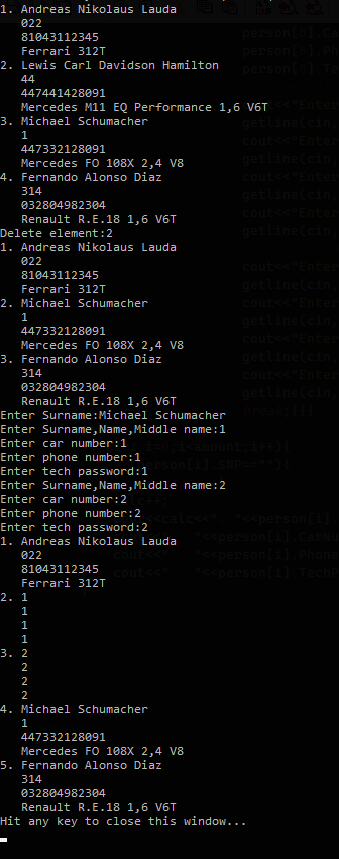 1. Andreas Nikolaus Lauda
022
81043112345
Ferrari 312T
2. Lewis Carl Davidson Hamilton
44
447441428091
Mercedes M11 EQ Performance 1,6 V6T
3. Michael Schumacher
1
447332128091
Mercedes FO 108X 2,4 V8
4. Fernando Alonso Diaz
314
032804982304
Renault R.E.18 1,6 V6T
Delete element:2
1. Andreas Nikolaus Lauda
022
81043112345
Ferrari 312T
2. Michael Schumacher
1
447332128091
Mercedes FO 108X 2,4 V8
3. Fernando Alonso Diaz
314
032804982304
Renault R.E.18 1,6 V6T
Enter Surname:Michael Schumacher
Enter Surname,Name,Middle name:1
Enter car number:1
Enter phone number:1
Enter tech password:1
Enter Surname,Name,Middle name:2
Enter car number:2
Enter phone number:2
Enter tech password:2
1. Andreas Nikolaus Lauda
022
81043112345
Ferrari 312T
2. 1
1
1
1
3. 2
2
2
2
4. Michael Schumacher
1
447332128091
Mercedes FO 108X 2,4 V8
5. Fernando Alonso Diaz
314
032804982304
Renault R.E.18 1,6 V6T
Hit any key to close this window...